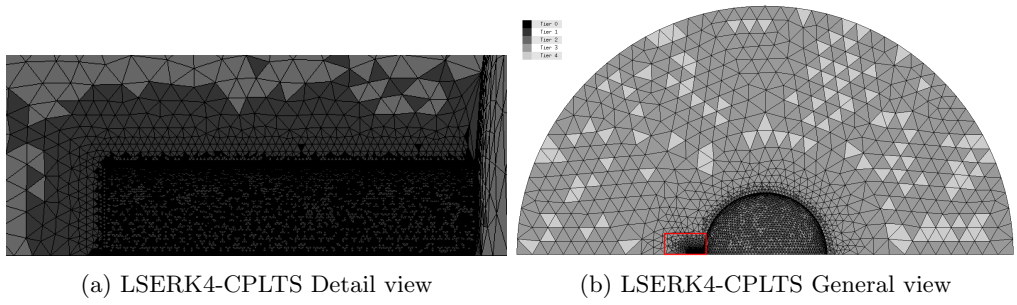 Tier 0
Tier 1
Tier 2
Tier 3
Tier 4
(a) LSERK4-CPLTS Detail view
(b) LSERK4-CPLTS General view